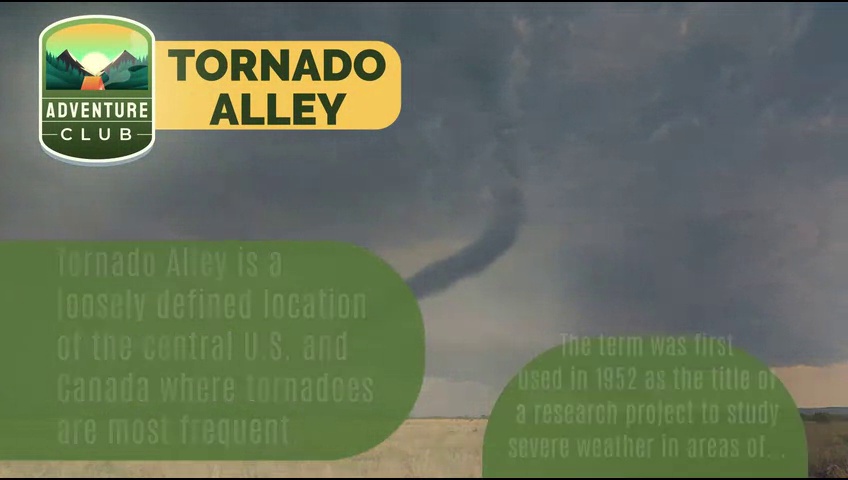 ADVENTURE
CLUB
TORNADO
ALLEY
Tornado Alley is a
loosely defined location
of the central U.S. and
Canada where tornadoes
are most frequent
The term was first
used in 1952 as the title of
a research project to study
severe weather in areas of...